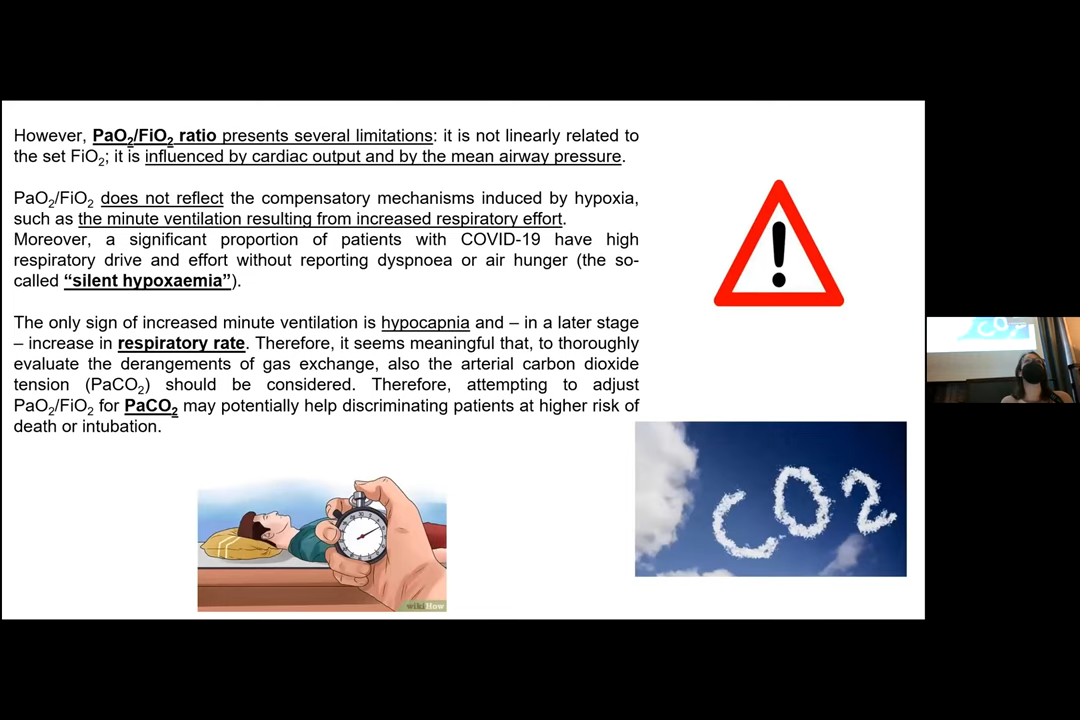 However, PaO₂/FiO₂ ratio presents several limitations: it is not linearly related to
the set FiO₂; it is influenced by cardiac output and by the mean airway pressure.
PaO₂/FiO₂ does not reflect the compensatory mechanisms induced by hypoxia,
such as the minute ventilation resulting from increased respiratory effort.
Moreover, a significant proportion of patients with COVID-19 have high
respiratory drive and effort without reporting dyspnoea or air hunger (the so-
called “silent hypoxaemia”).
The only sign of increased minute ventilation is hypocapnia and – in a later stage
– increase in respiratory rate. Therefore, it seems meaningful that, to thoroughly
evaluate the derangements of gas exchange, also the arterial carbon dioxide
tension (PaCO₂) should be considered. Therefore, attempting to adjust
PaO₂/FiO₂ for PaCO₂ may potentially help discriminating patients at higher risk of
death or intubation.
!
CO2
wikiHow
CO2